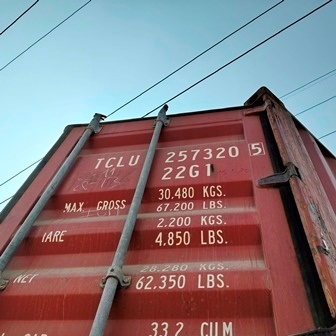 TCLU 257320 5
22G1
30.480 KGS.
MAX. GROSS 67.200 LBS.
2.200 KGS.
TARE 4,850 LBS.
28.280 KGS.
NET 62,350 LBS.
33.2 CU.M